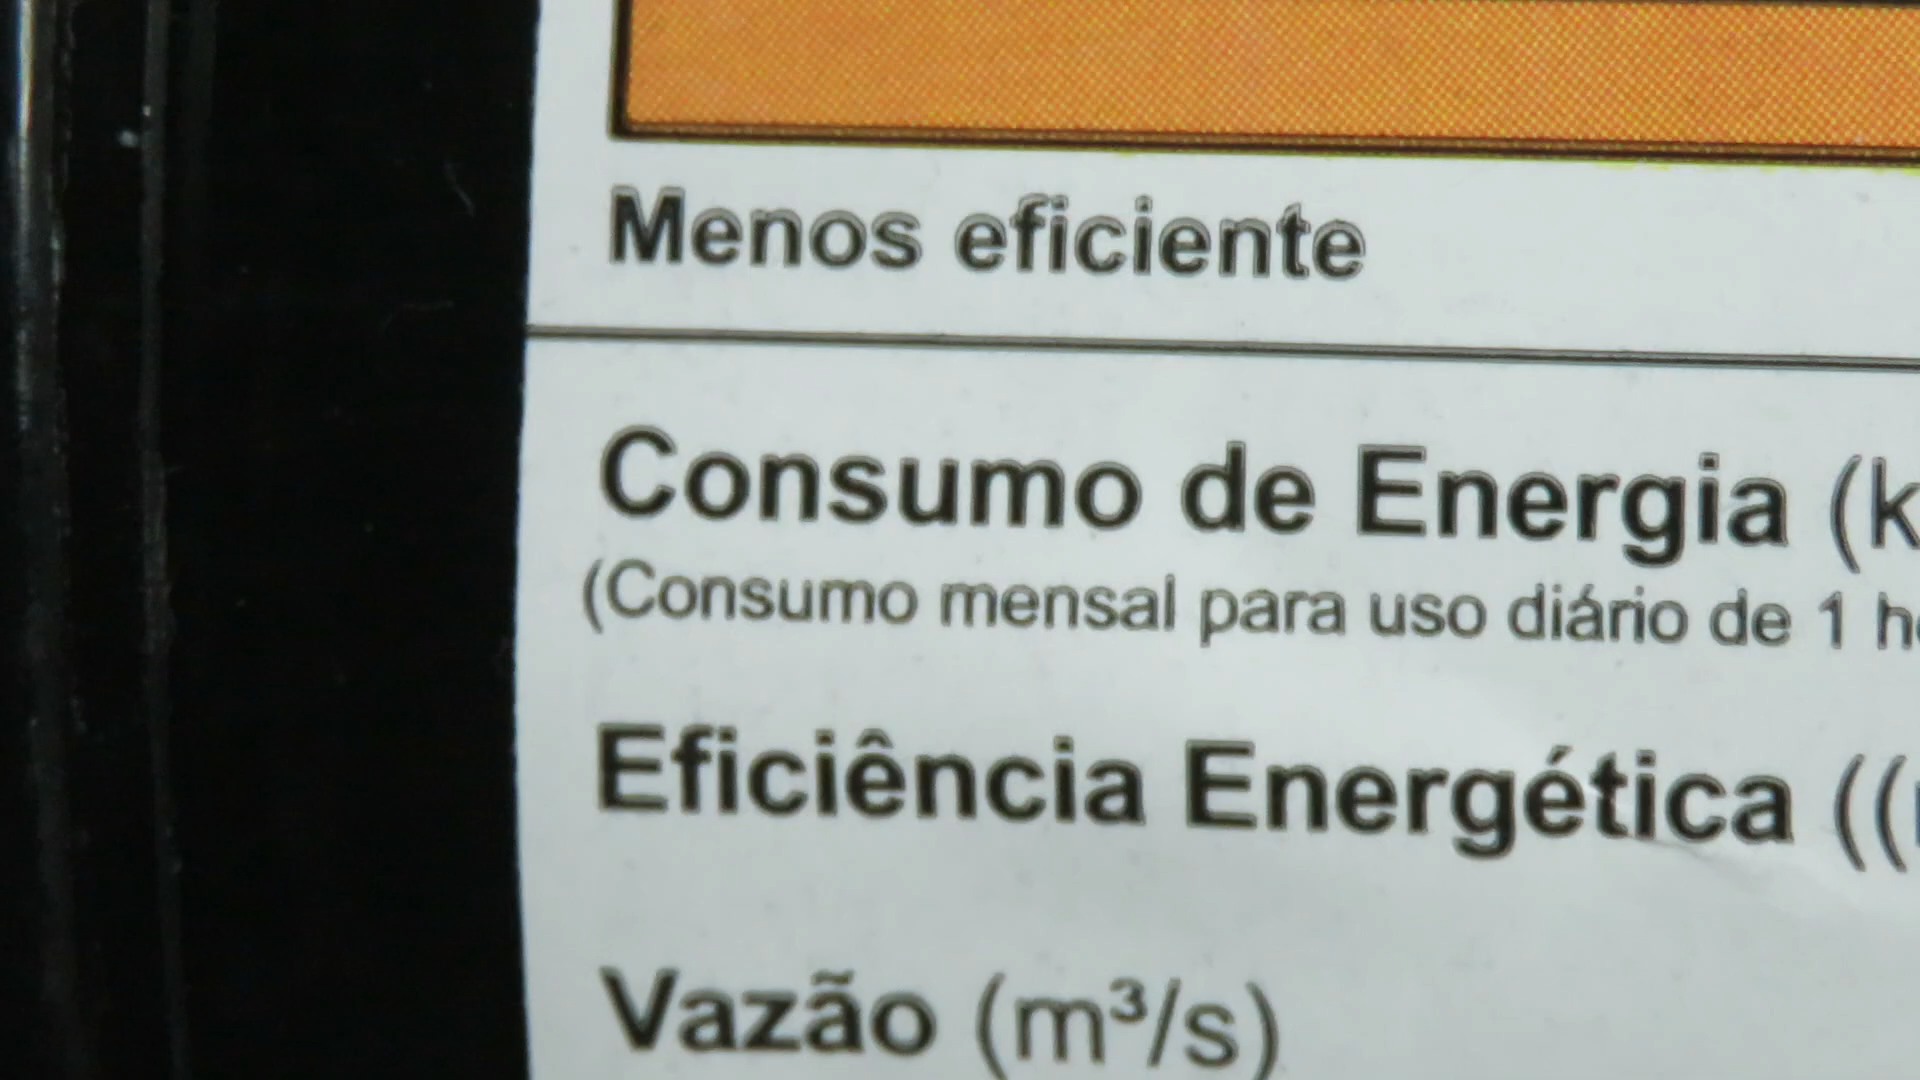 Menos eficiente
Consumo de Energia (k
(Consumo mensal para uso diário de 1 h
Eficiência Energética ((
Vazão (m³/s)